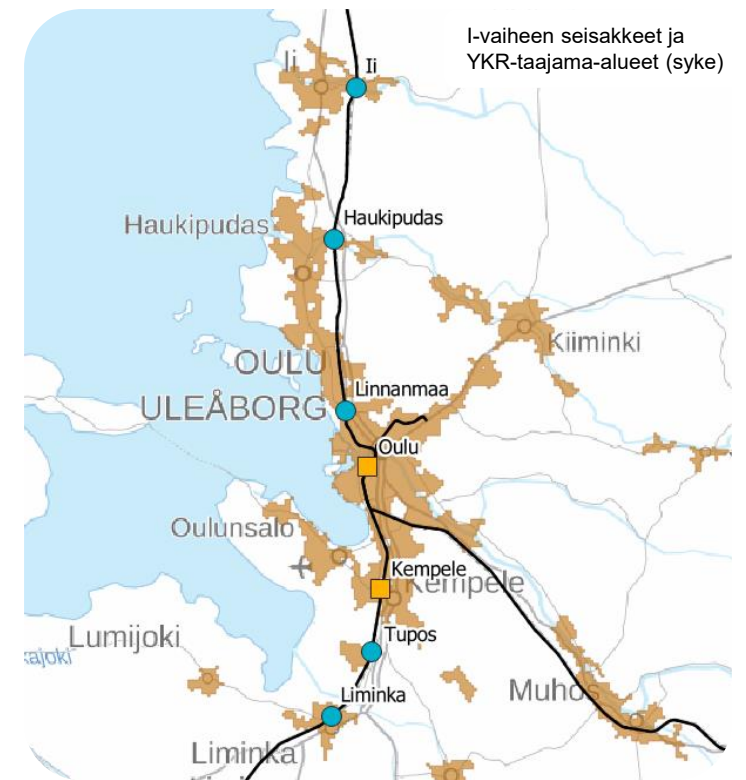 I-vaiheen seisakkeet ja
YKR-taajama-alueet (syke)
Ii
Ii
Haukipudas
Haukipudas
Kiiminki
OULU
ULEÅBORG
Linnanmaa
Oulu
Oulunsalo
Kempele
Kempele
Tupos
Lumijoki
kajoki
Liminka
Muhos
Liminka